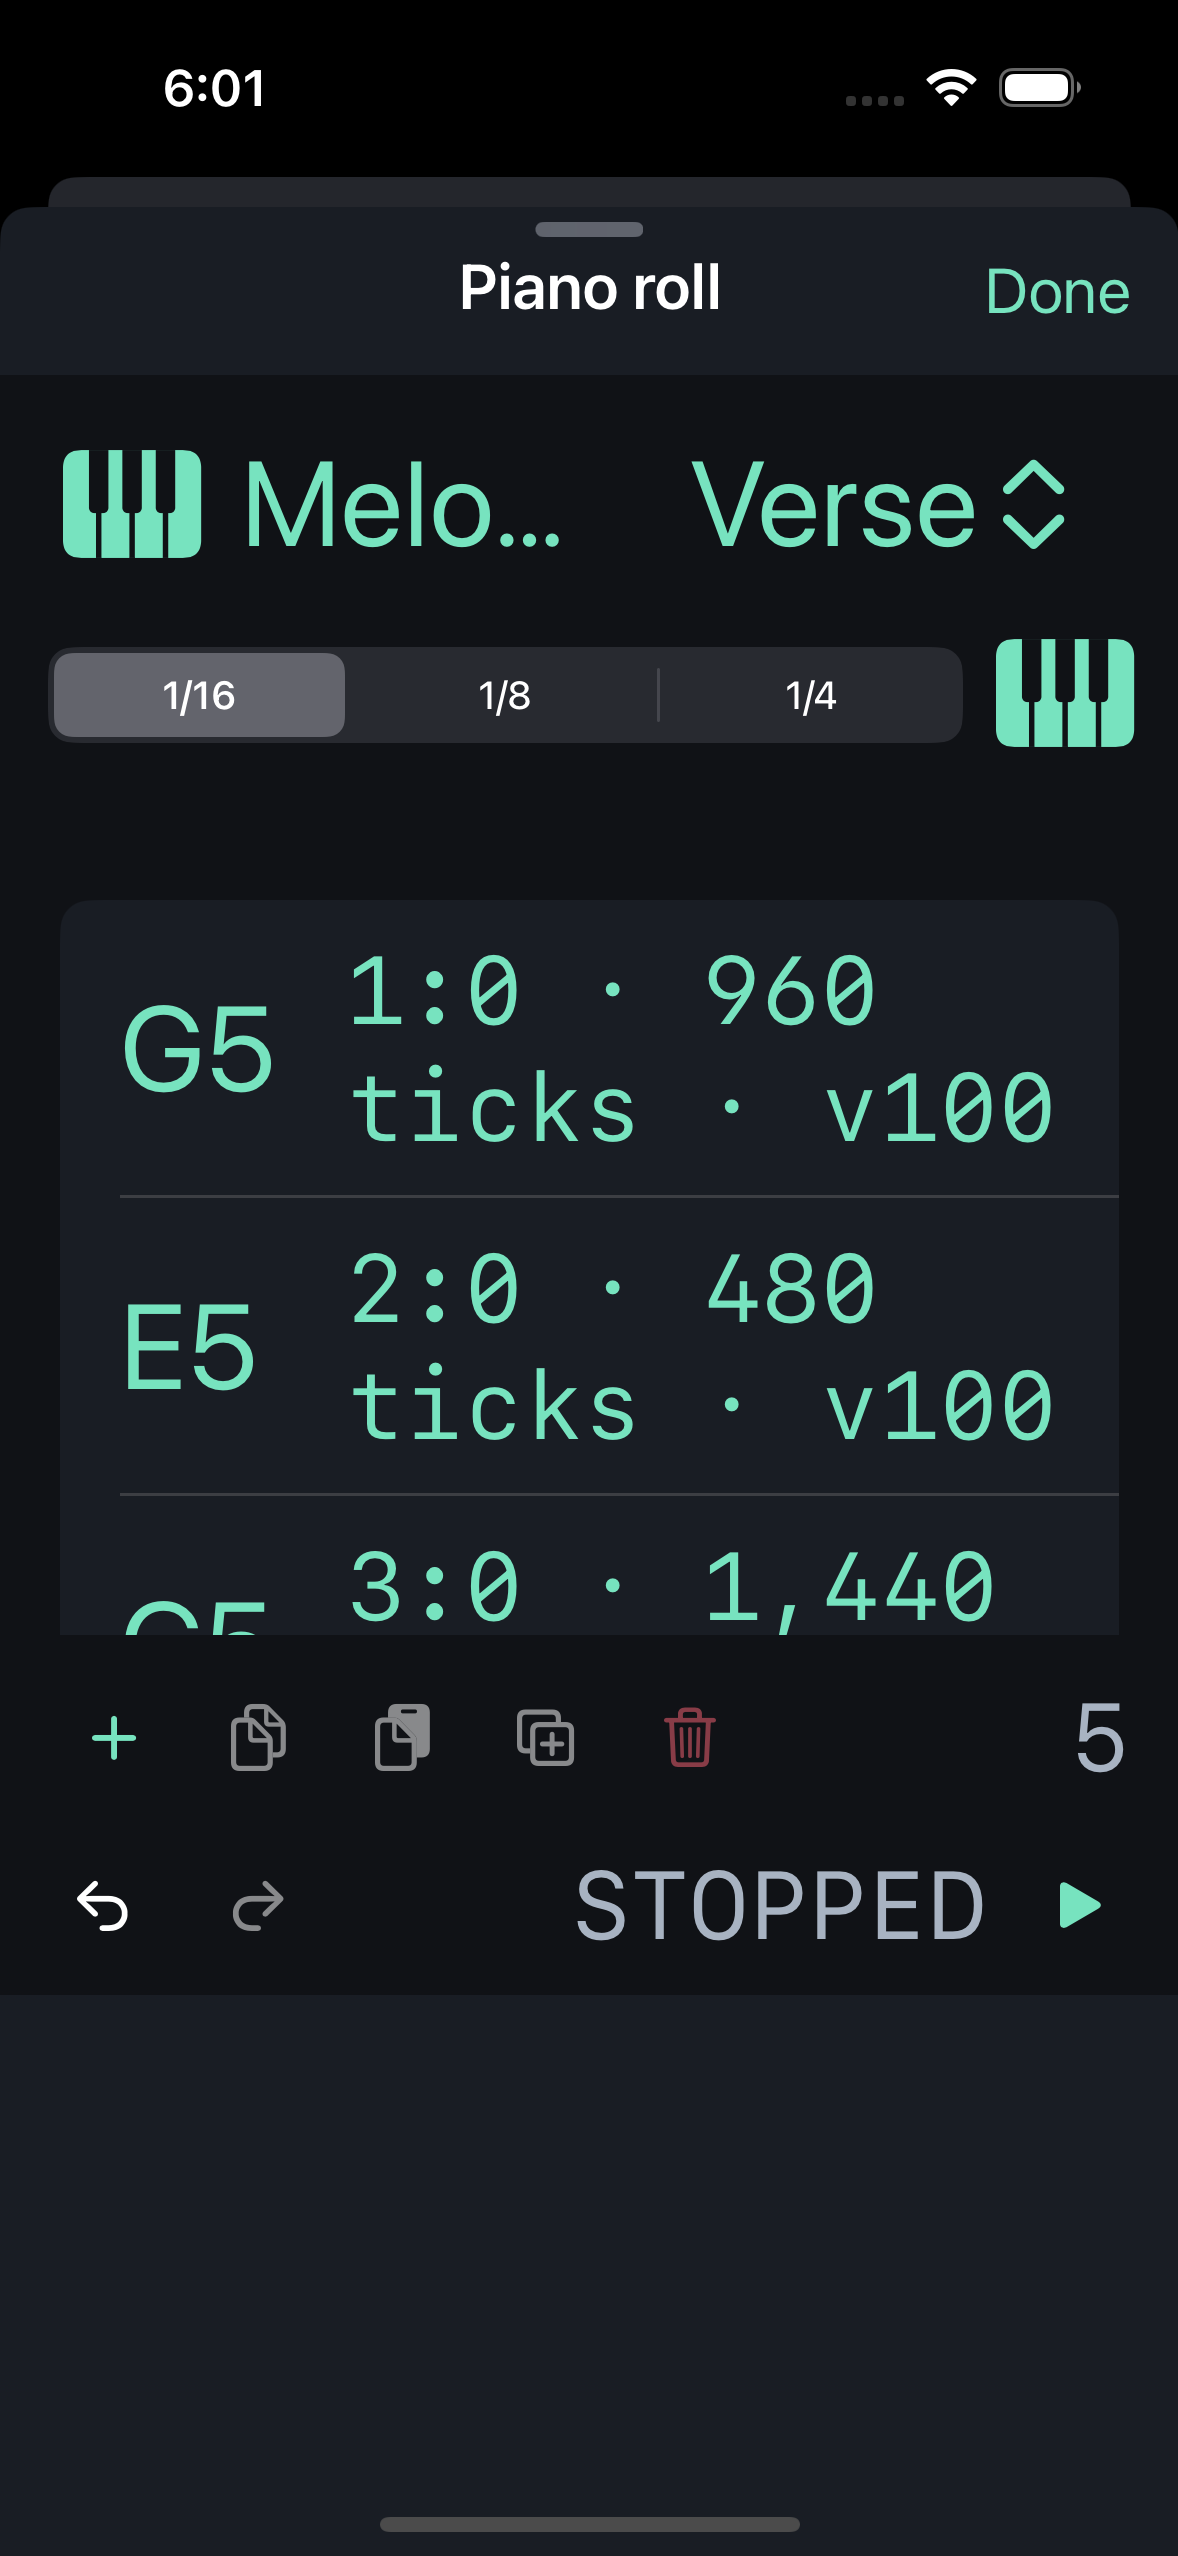 6:01
Piano roll
Done
Melo...
Verse
1/16
1/8
1/4
G5
1:0 · 960
ticks · v100
E5
2:0 · 480
ticks · v100
3:0 · 1,440
5
STOPPED